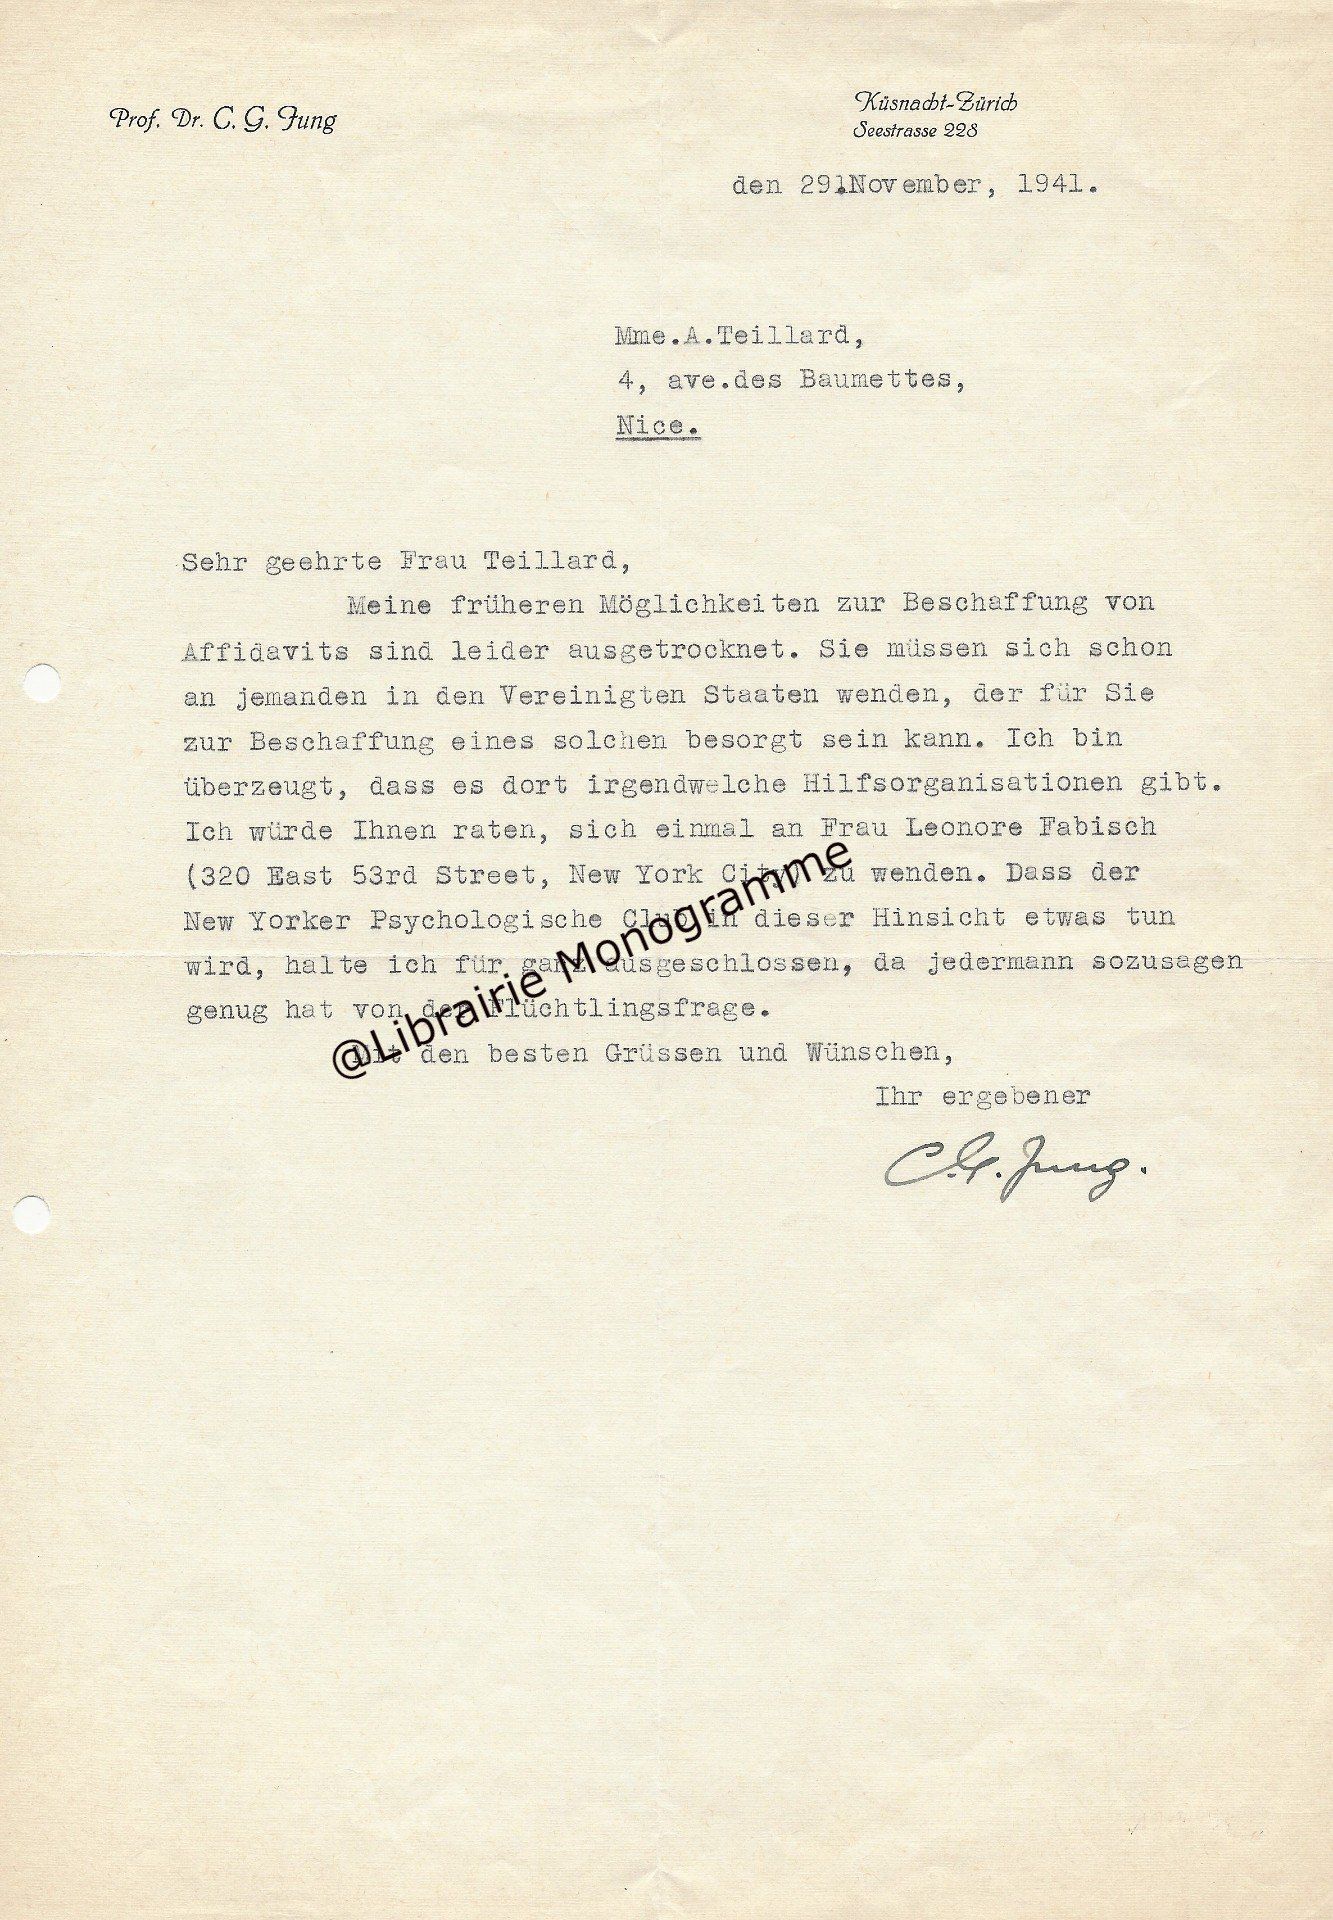 Prof. Dr. C. G. Jung
Küsnacht-Zürich
Seestrasse 228
den 29.November, 1941.
Mme.A.Teillard,
4, ave.des Baumettes,
Nice.
Sehr geehrte Frau Teillard,
Meine früheren Möglichkeiten zur Beschaffung von
Affidavits sind leider ausgetrocknet. Sie müssen sich schon
an jemanden in den Vereinigten Staaten wenden, der für Sie
zur Beschaffung eines solchen besorgt sein kann. Ich bin
überzeugt, dass es dort irgendwelche Hilfsorganisationen gibt.
Ich würde Ihnen raten, sich einmal an Frau Leonore Fabisch
(320 East 53rd Street, New York City) zu wenden. Dass der
New Yorker Psychologische Club in dieser Hinsicht etwas tun
wird, halte ich für ganz ausgeschlossen, da jedermann sozusagen
genug hat von der Flüchtlingsfrage.
Mit den besten Grüssen und Wünschen,
Ihr ergebener
C.G. Jung.
@Librairie Monogramme